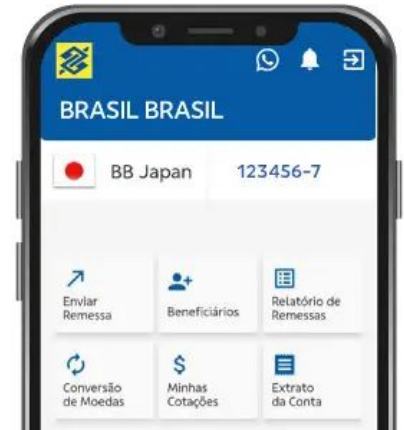 BRASIL BRASIL
BB Japan 123456-7
Enviar
Remessa
Beneficiários
Relatório de
Remessas
Conversão
de Moedas
Minhas
Cotações
Extrato
da Conta